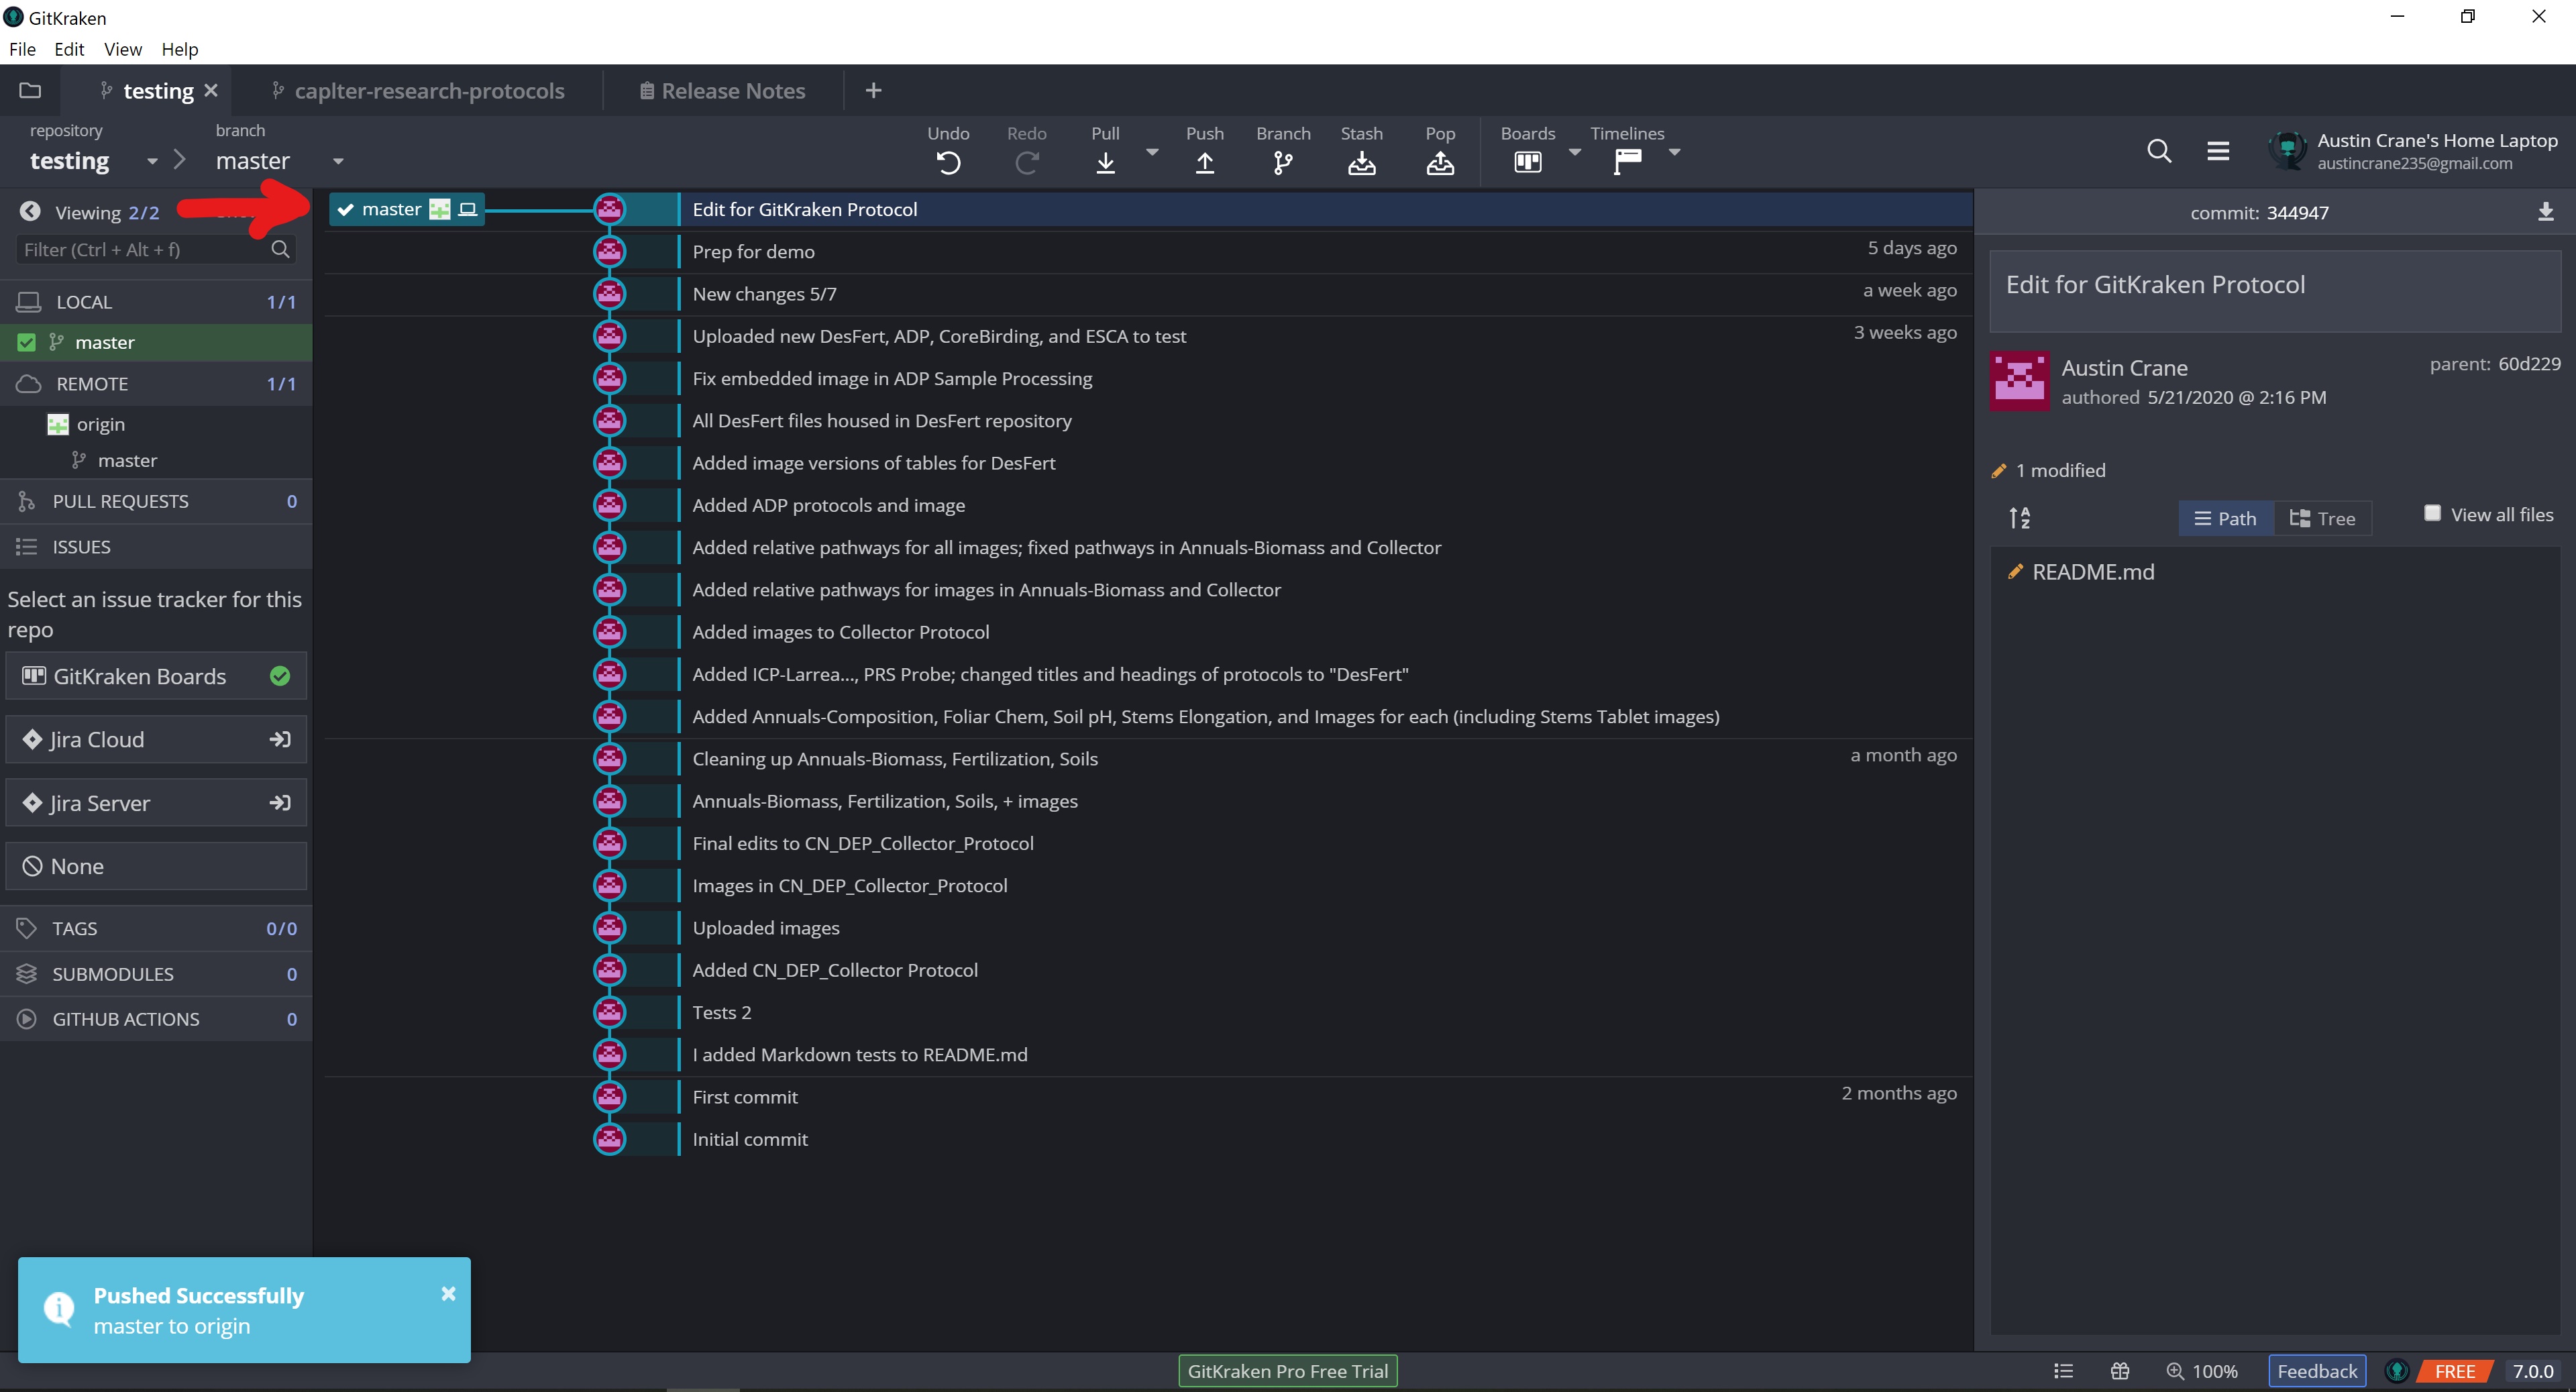 GitKraken
File Edit View Help
testing
caplter-research-protocols
Release Notes
repository
testing
branch
master
Undo
Redo
Pull
Push
Branch
Stash
Pop
Boards
Timelines
Austin Crane's Home Laptop
austincrane235@gmail.com
Viewing 2/2
Filter (Ctrl + Alt + f)
LOCAL 1/1
master
REMOTE 1/1
origin
master
PULL REQUESTS 0
ISSUES
Select an issue tracker for this
repo
GitKraken Boards
Jira Cloud
Jira Server
None
TAGS 0/0
SUBMODULES 0
GITHUB ACTIONS 0
master
Edit for GitKraken Protocol
Prep for demo 5 days ago
New changes 5/7 a week ago
Uploaded new DesFert, ADP, CoreBirding, and ESCA to test 3 weeks ago
Fix embedded image in ADP Sample Processing
All DesFert files housed in DesFert repository
Added image versions of tables for DesFert
Added ADP protocols and image
Added relative pathways for all images; fixed pathways in Annuals-Biomass and Collector
Added relative pathways for images in Annuals-Biomass and Collector
Added images to Collector Protocol
Added ICP-Larrea..., PRS Probe; changed titles and headings of protocols to "DesFert"
Added Annuals-Composition, Foliar Chem, Soil pH, Stems Elongation, and Images for each (including Stems Tablet images)
Cleaning up Annuals-Biomass, Fertilization, Soils a month ago
Annuals-Biomass, Fertilization, Soils, + images
Final edits to CN_DEP_Collector_Protocol
Images in CN_DEP_Collector_Protocol
Uploaded images
Added CN_DEP_Collector Protocol
Tests 2
I added Markdown tests to README.md
First commit 2 months ago
Initial commit
commit: 344947
Edit for GitKraken Protocol
Austin Crane
authored 5/21/2020 @ 2:16 PM
parent: 60d229
1 modified
Path
Tree
View all files
README.md
Pushed Successfully
master to origin
GitKraken Pro Free Trial
100%
Feedback
FREE
7.0.0